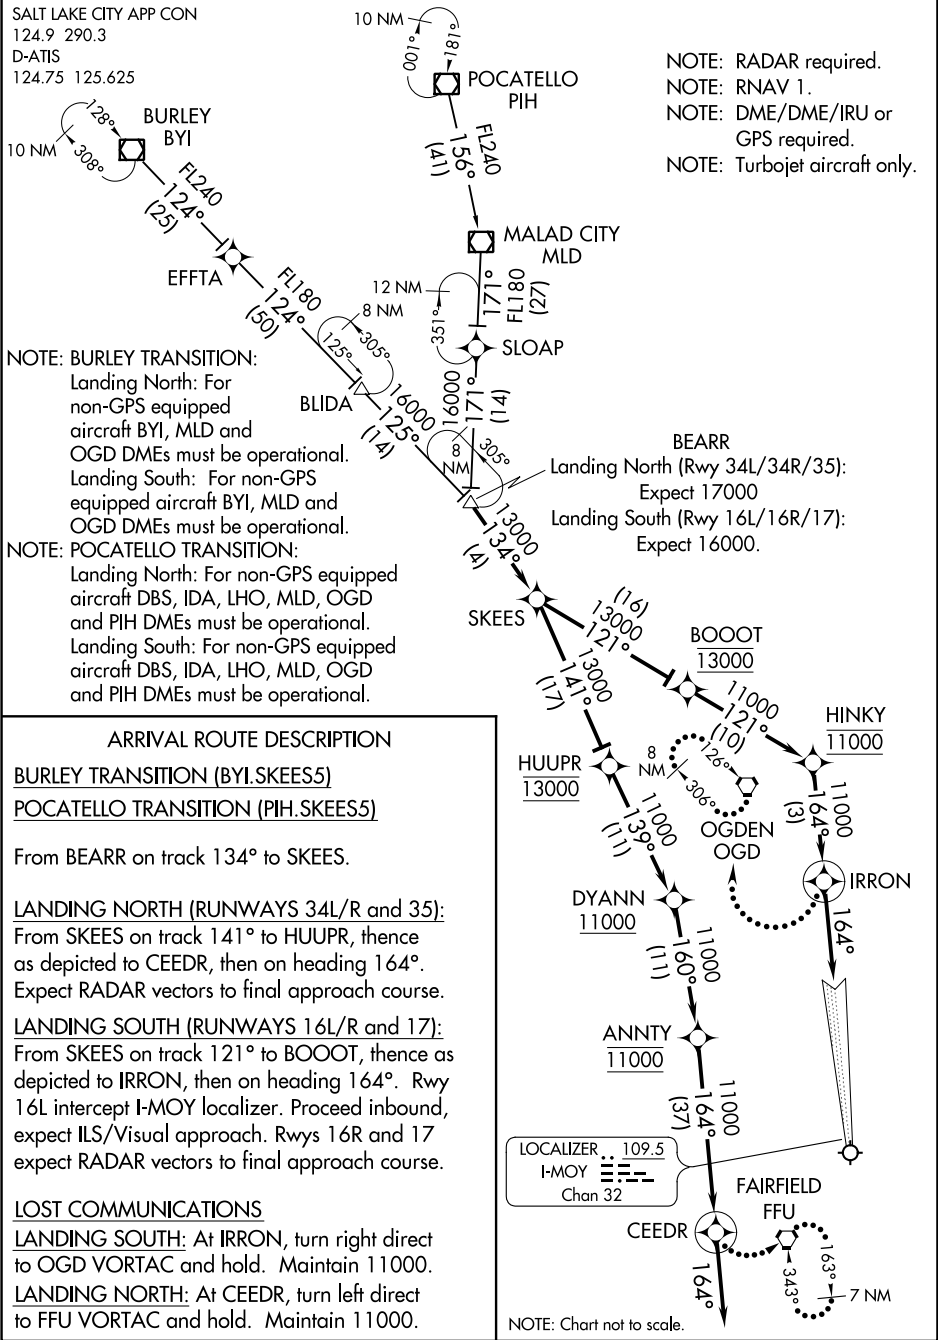 SALT LAKE CITY APP CON
124.9 290.3
D-ATIS
124.75 125.625
10 NM
001°
181°
POCATELLO
PIH
NOTE: RADAR required.
NOTE: RNAV 1.
NOTE: DME/DME/IRU or
GPS required.
NOTE: Turbojet aircraft only.
BURLEY
BYI
128°
308°
10 NM
FL240
124°
(25)
FL240
156°
(41)
MALAD CITY
MLD
EFFTA
12 NM
351°
171°
FL180
(27)
SLOAP
FL180
124°
(50)
8 NM
125°
305°
BLIDA
16000
125°
(14)
16000
171°
(14)
8
NM
305°
NOTE: BURLEY TRANSITION:
Landing North: For
non-GPS equipped
aircraft BYI, MLD and
OGD DMEs must be operational.
Landing South: For non-GPS
equipped aircraft BYI, MLD and
OGD DMEs must be operational.
NOTE: POCATELLO TRANSITION:
Landing North: For non-GPS equipped
aircraft DBS, IDA, LHO, MLD, OGD
and PIH DMEs must be operational.
Landing South: For non-GPS equipped
aircraft DBS, IDA, LHO, MLD, OGD
and PIH DMEs must be operational.
BEARR
Landing North (Rwy 34L/34R/35):
Expect 17000
Landing South (Rwy 16L/16R/17):
Expect 16000.
13000
134°
(4)
SKEES
(16)
13000
121°
BOOOT
13000
13000
141°
(17)
11000
121°
(10)
HINKY
11000
HUUPR
13000
8
NM
126°
306°
OGDEN
OGD
11000
164°
(3)
IRRON
11000
139°
(11)
DYANN
11000
164°
11000
160°
(11)
ANNTY
11000
11000
164°
(37)
LOCALIZER 109.5
I-MOY
Chan 32
CEEDR
FAIRFIELD
FFU
163°
343°
7 NM
164°
NOTE: Chart not to scale.
ARRIVAL ROUTE DESCRIPTION
BURLEY TRANSITION (BYI.SKEES5)
POCATELLO TRANSITION (PIH.SKEES5)
From BEARR on track 134° to SKEES.
LANDING NORTH (RUNWAYS 34L/R and 35):
From SKEES on track 141° to HUUPR, thence
as depicted to CEEDR, then on heading 164°.
Expect RADAR vectors to final approach course.
LANDING SOUTH (RUNWAYS 16L/R and 17):
From SKEES on track 121° to BOOOT, thence as
depicted to IRRON, then on heading 164°. Rwy
16L intercept I-MOY localizer. Proceed inbound,
expect ILS/Visual approach. Rwys 16R and 17
expect RADAR vectors to final approach course.
LOST COMMUNICATIONS
LANDING SOUTH: At IRRON, turn right direct
to OGD VORTAC and hold. Maintain 11000.
LANDING NORTH: At CEEDR, turn left direct
to FFU VORTAC and hold. Maintain 11000.